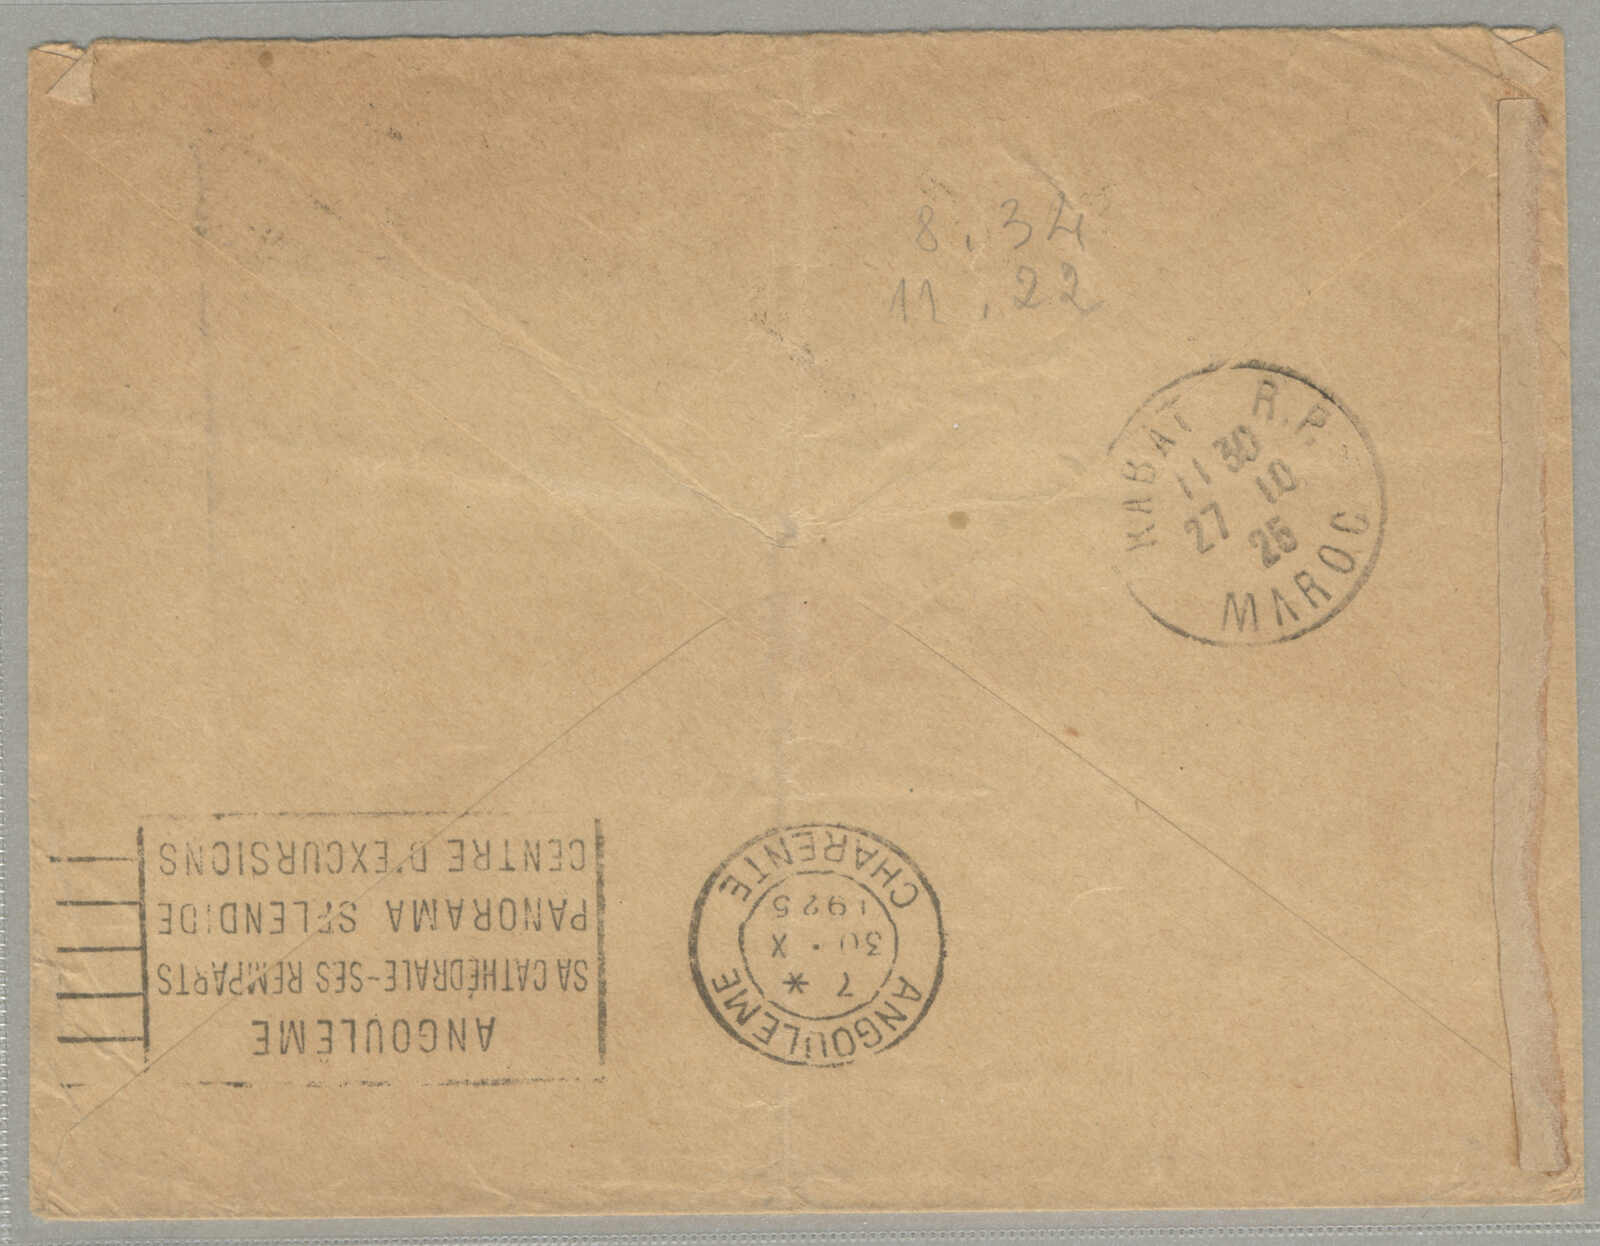 8.34
11.22
RABAT R.P.
11 30
27 10
25
MAROC
ANGOULEME
7 *
30 · X
1925
CHARENTE
ANGOULÊME
SA CATHÉDRALE-SES REMPARTS
PANORAMA SPLENDIDE
CENTRE D'EXCURSIONS